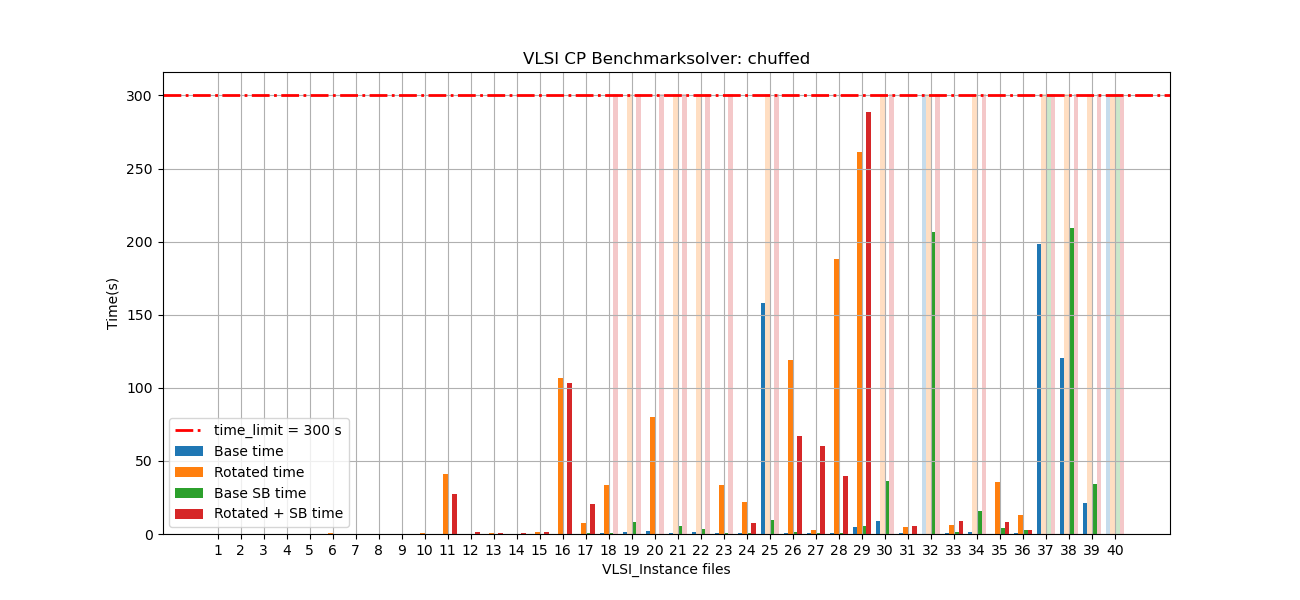 VLSI CP Benchmarksolver: chuffed
300
250
200
150
100
50
0
Time(s)
time_limit = 300 s
Base time
Rotated time
Base SB time
Rotated + SB time
1 2 3 4 5 6 7 8 9 10 11 12 13 14 15 16 17 18 19 20 21 22 23 24 25 26 27 28 29 30 31 32 33 34 35 36 37 38 39 40
VLSI_Instance files